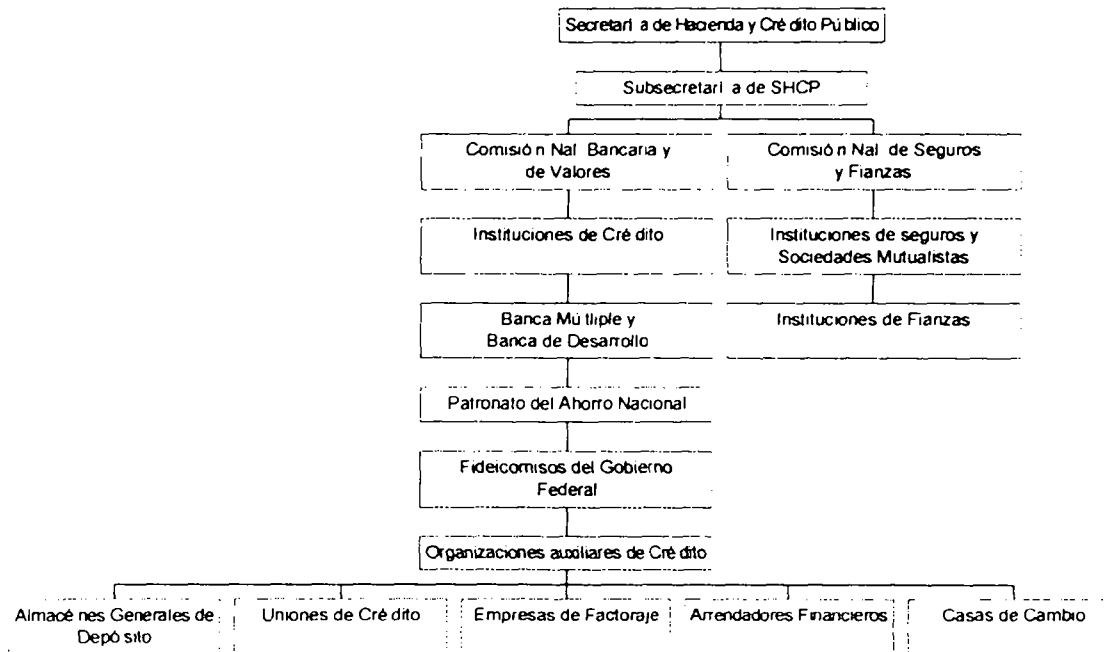 Secretaría de Hacienda y Crédito Público
Subsecretaría de SHCP
Comisión Nal. Bancaria y
de Valores
Comisión Nal. de Seguros
y Fianzas
Instituciones de Crédito
Instituciones de seguros y
Sociedades Mutualistas
Banca Múltiple y
Banca de Desarrollo
Instituciones de Fianzas
Patronato del Ahorro Nacional
Fideicomisos del Gobierno
Federal
Organizaciones auxiliares de Crédito
Almacénes Generales de
Depósito
Uniones de Crédito
Empresas de Factoraje
Arrendadores Financieros
Casas de Cambio